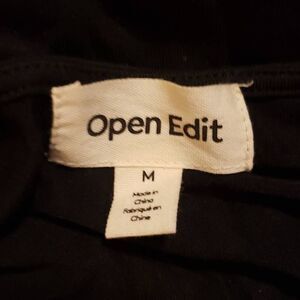 Open Edit
M
Made in
China
Fabriqué en
Chine